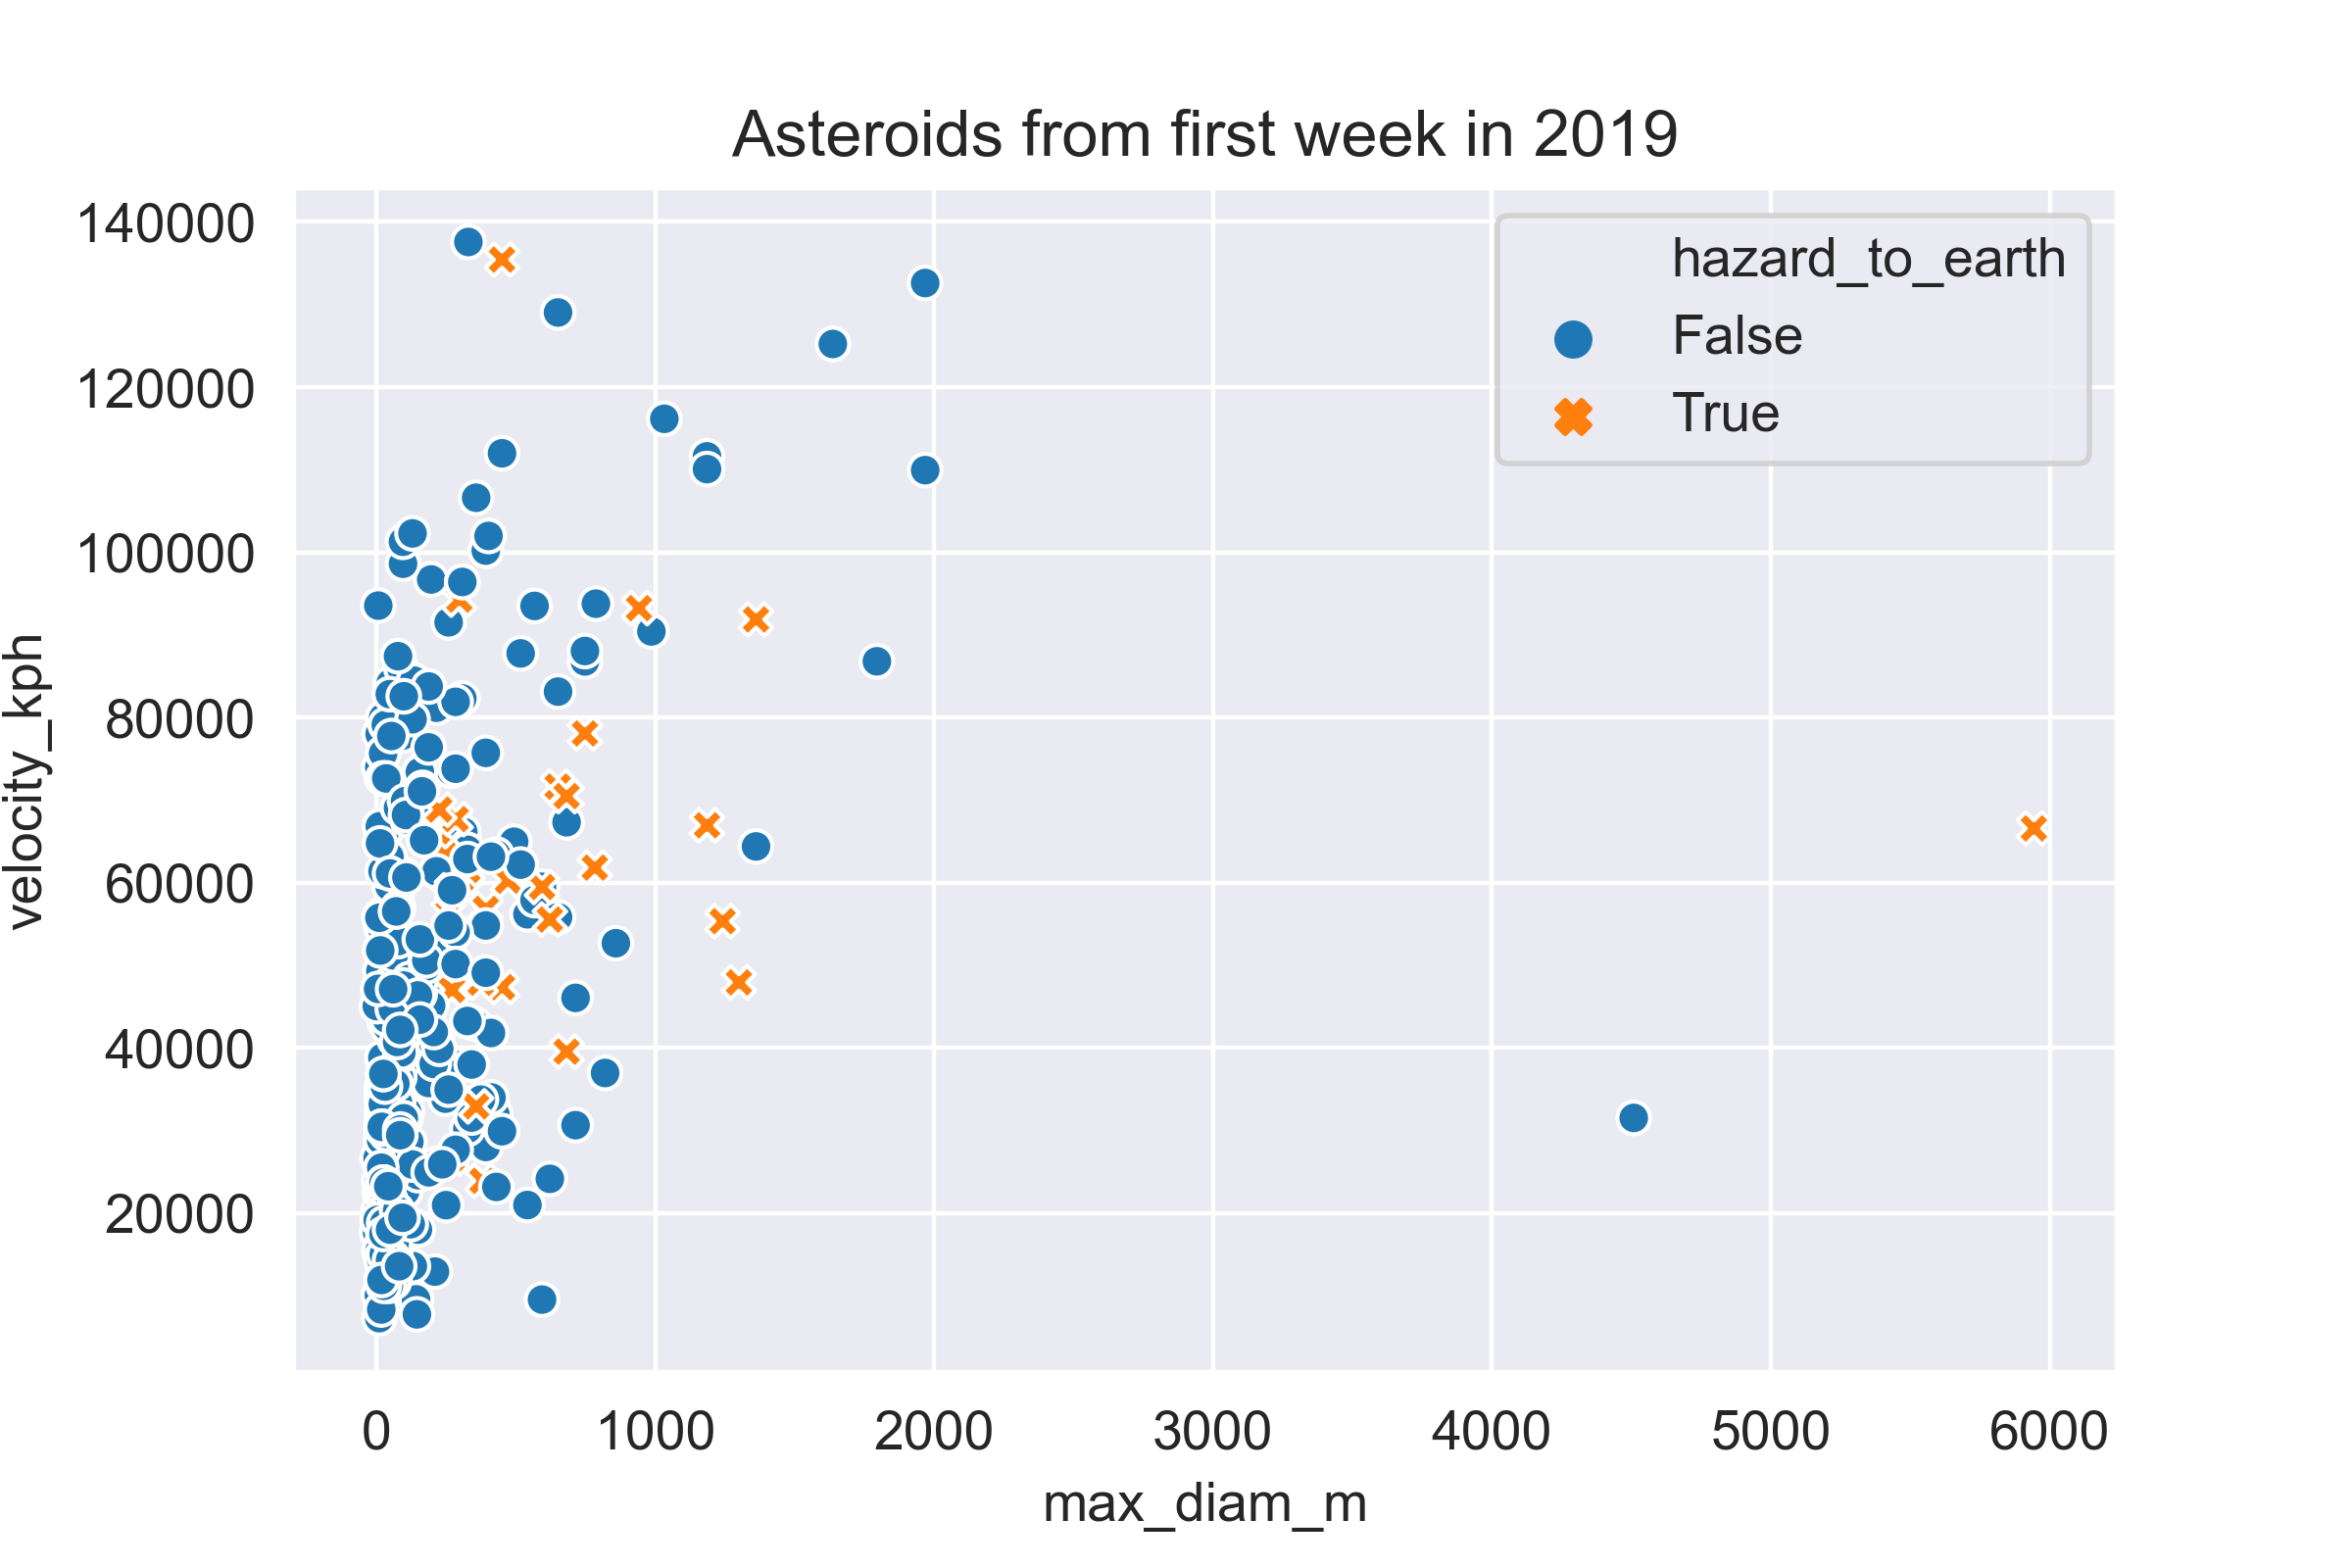 Asteroids from first week in 2019
140000
120000
100000
80000
60000
40000
20000
velocity_kph
hazard_to_earth
False
True
0 1000 2000 3000 4000 5000 6000
max_diam_m